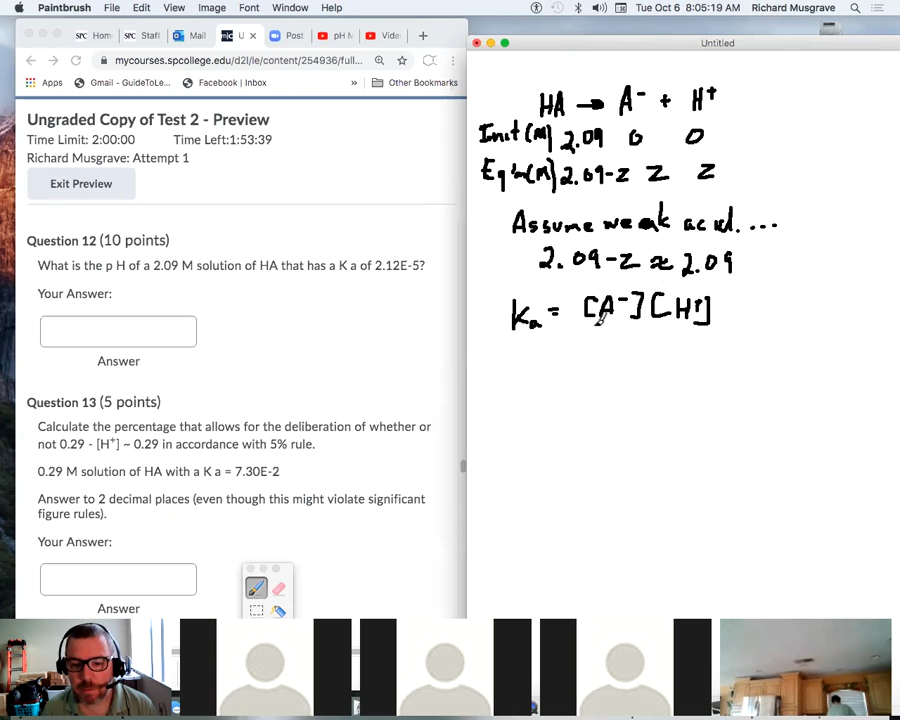 Paintbrush File Edit View Image Font Window Help Tue Oct 6 8:05:19 AM Richard Musgrave
SPC Hom SPC Staff Mail U Post pH M Vide
mycourses.spcollege.edu/d2l/le/content/254936/full...
Apps Gmail - GuideToLe... Facebook | Inbox » Other Bookmarks
Ungraded Copy of Test 2 - Preview
Time Limit: 2:00:00 Time Left:1:53:39
Richard Musgrave: Attempt 1
Exit Preview
Question 12 (10 points)
What is the p H of a 2.09 M solution of HA that has a K a of 2.12E-5?
Your Answer:
Answer
Question 13 (5 points)
Calculate the percentage that allows for the deliberation of whether or
not 0.29 - [H⁺] ~ 0.29 in accordance with 5% rule.
0.29 M solution of HA with a K a = 7.30E-2
Answer to 2 decimal places (even though this might violate significant
figure rules).
Your Answer:
Answer
Untitled
HA → A⁻ + H⁺
Init(M) 2.09 0 0
Eq'm(M) 2.09-z z z
Assume weak acid. ...
2.09-z ≈ 2.09
Ka = [A⁻][H⁺]